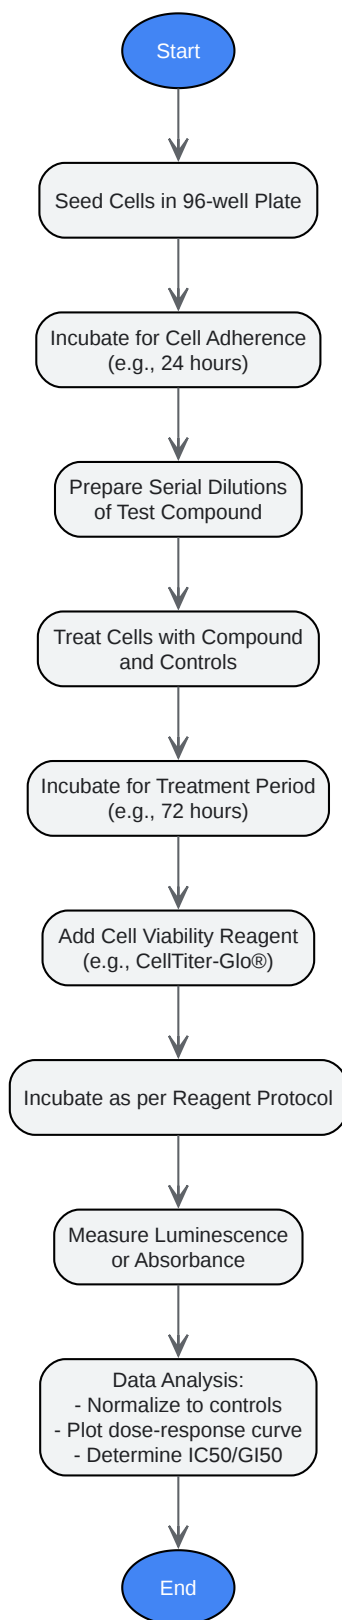 Start
Seed Cells in 96-well Plate
Incubate for Cell Adherence
(e.g., 24 hours)
Prepare Serial Dilutions
of Test Compound
Treat Cells with Compound
and Controls
Incubate for Treatment Period
(e.g., 72 hours)
Add Cell Viability Reagent
(e.g., CellTiter-Glo®)
Incubate as per Reagent Protocol
Measure Luminescence
or Absorbance
Data Analysis:
- Normalize to controls
- Plot dose-response curve
- Determine IC50/GI50
End